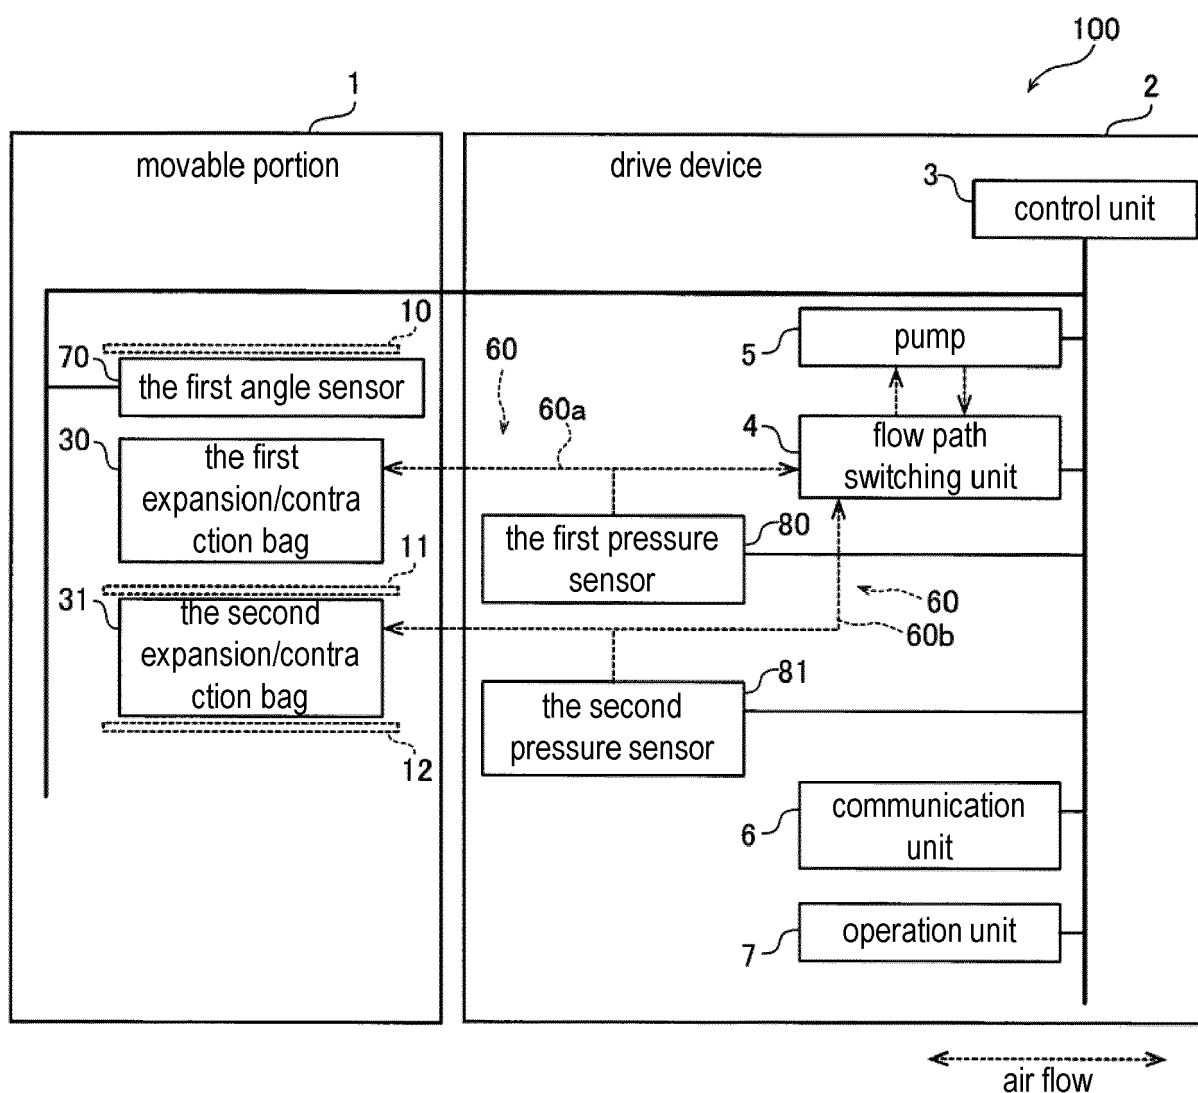 100
1
2
movable portion
drive device
3
control unit
10
70
the first angle sensor
60
5
pump
60a
30
the first
expansion/contra
ction bag
4
flow path
switching unit
the first pressure
sensor
80
11
31
the second
expansion/contra
ction bag
60
60b
81
the second
pressure sensor
12
6
communication
unit
7
operation unit
air flow